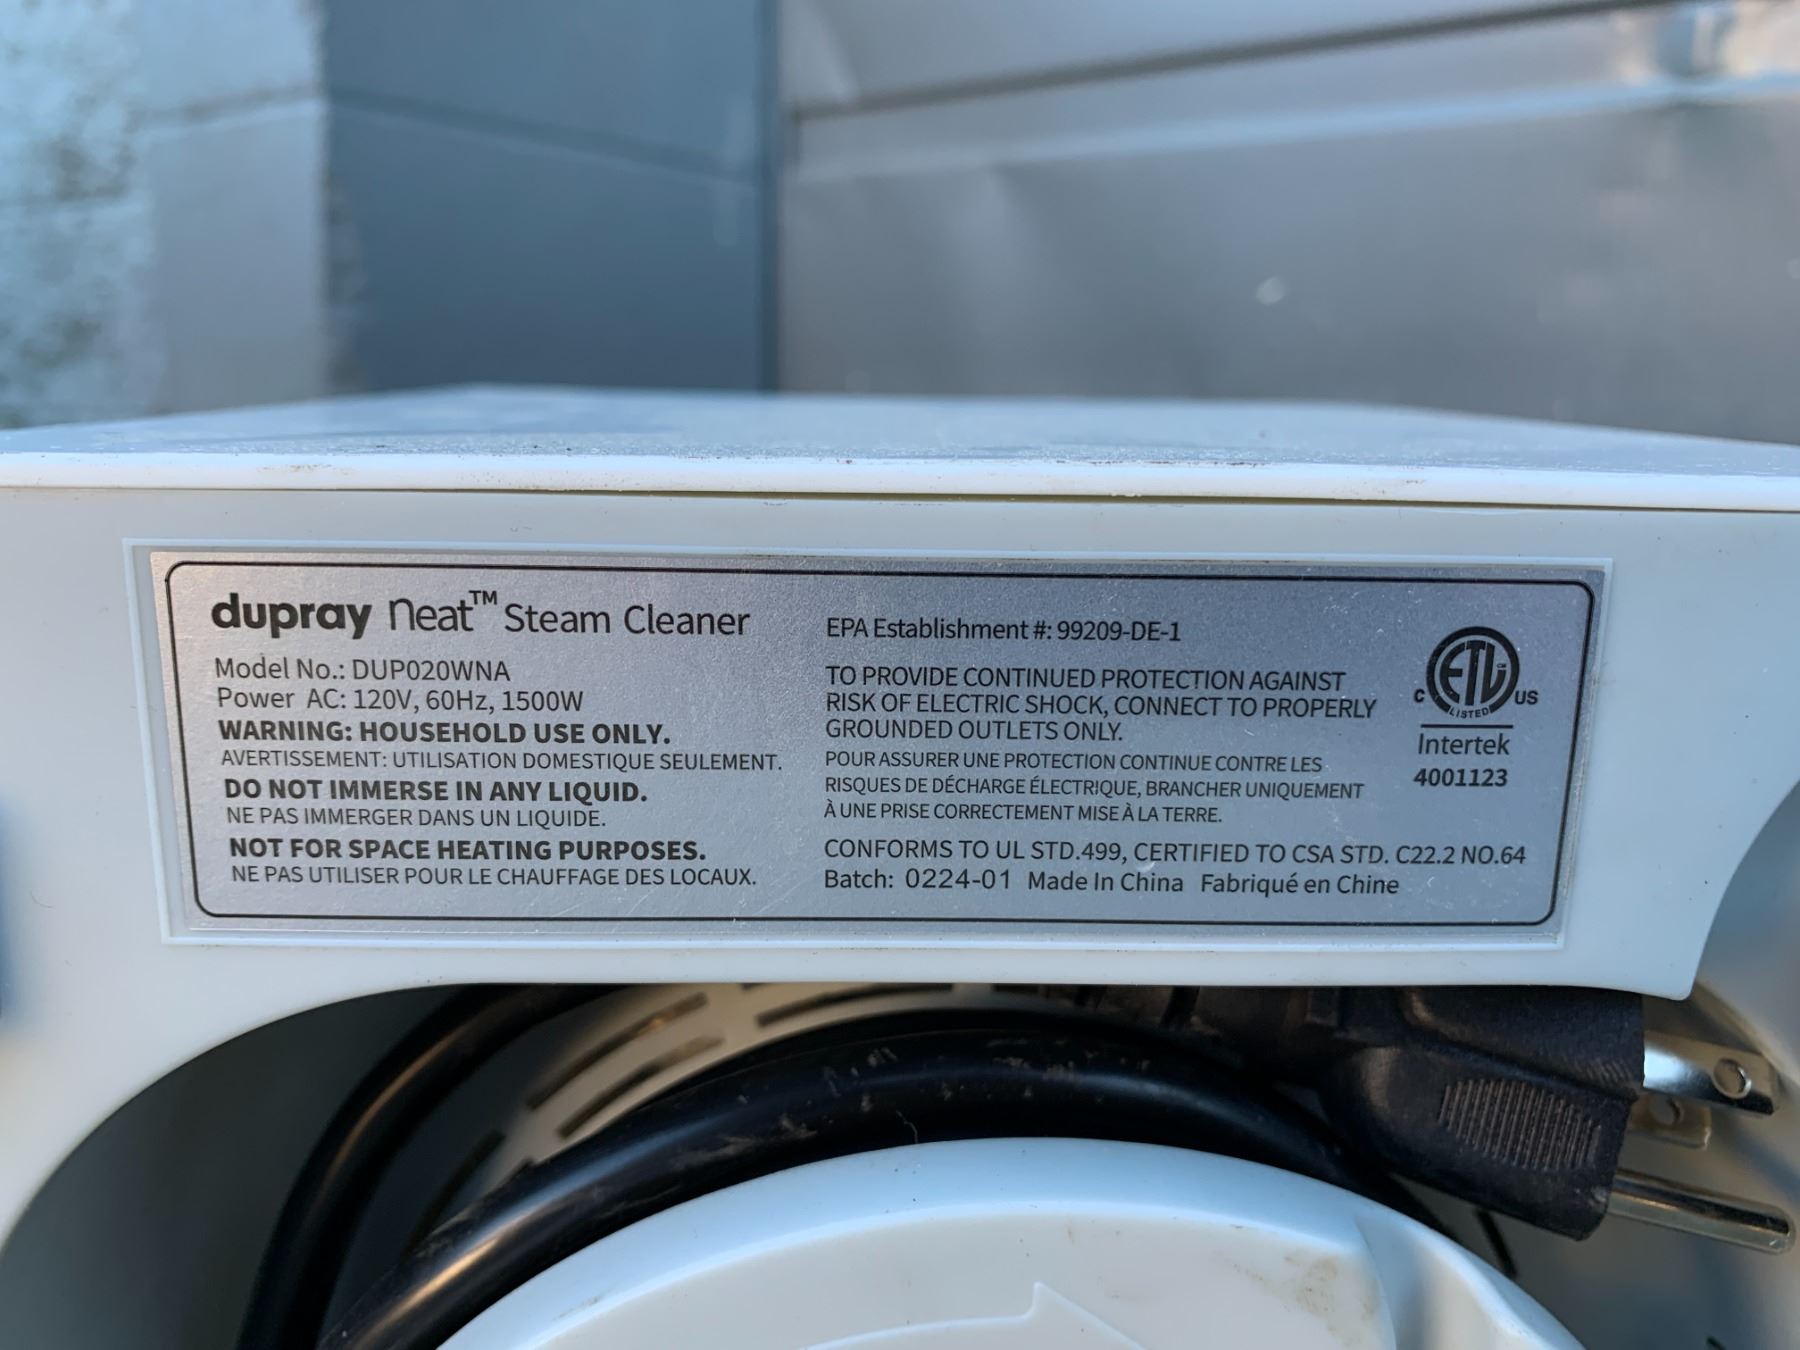 dupray Neat™ Steam Cleaner
Model No.: DUP020WNA
Power AC: 120V, 60Hz, 1500W
WARNING: HOUSEHOLD USE ONLY.
AVERTISSEMENT: UTILISATION DOMESTIQUE SEULEMENT.
DO NOT IMMERSE IN ANY LIQUID.
NE PAS IMMERGER DANS UN LIQUIDE.
NOT FOR SPACE HEATING PURPOSES.
NE PAS UTILISER POUR LE CHAUFFAGE DES LOCAUX.
EPA Establishment #: 99209-DE-1
TO PROVIDE CONTINUED PROTECTION AGAINST
RISK OF ELECTRIC SHOCK, CONNECT TO PROPERLY
GROUNDED OUTLETS ONLY.
POUR ASSURER UNE PROTECTION CONTINUE CONTRE LES
RISQUES DE DÉCHARGE ÉLECTRIQUE, BRANCHER UNIQUEMENT
À UNE PRISE CORRECTEMENT MISE À LA TERRE.
CONFORMS TO UL STD.499, CERTIFIED TO CSA STD. C22.2 NO.64
Batch: 0224-01 Made In China Fabriqué en Chine
ETL CM
C LISTED US
Intertek
4001123